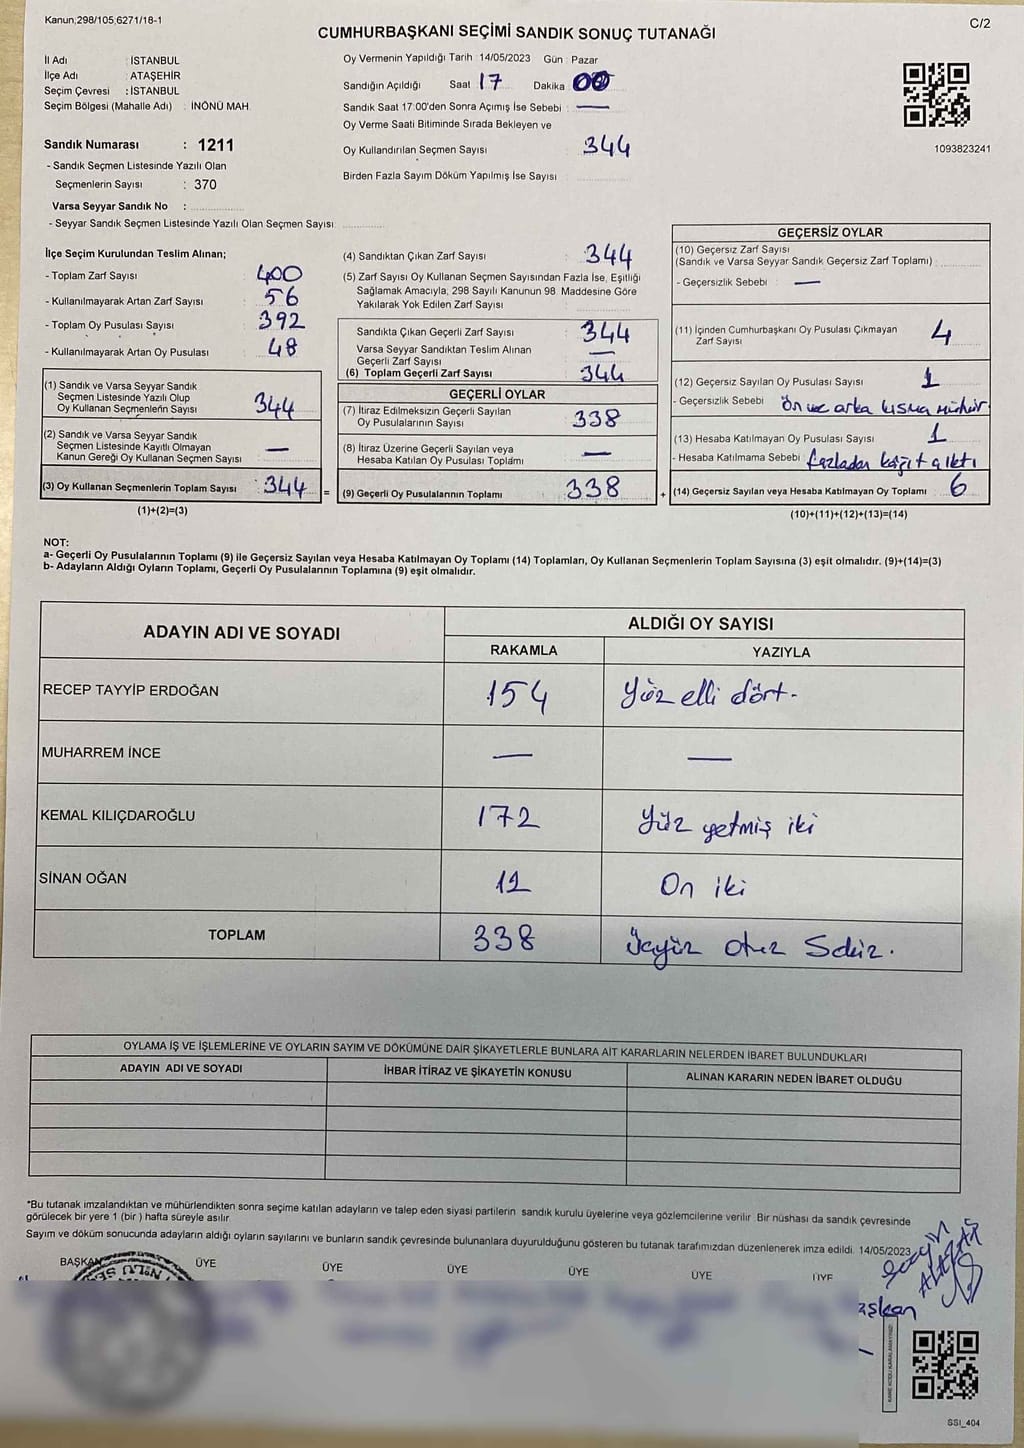 Kanun,298/105,6271/18-1
C/2
CUMHURBAŞKANI SEÇİMİ SANDIK SONUÇ TUTANAĞI
İl Adı : İSTANBUL
İlçe Adı : ATAŞEHİR
Seçim Çevresi : İSTANBUL
Seçim Bölgesi (Mahalle Adı) : İNÖNÜ MAH.
Sandık Numarası : 1211
- Sandık Seçmen Listesinde Yazılı Olan
Seçmenlerin Sayısı : 370
Varsa Seyyar Sandık No :
- Seyyar Sandık Seçmen Listesinde Yazılı Olan Seçmen Sayısı:
Oy Vermenin Yapıldığı Tarih 14/05/2023 Gün : Pazar
Sandığın Açıldığı Saat 17 Dakika 00
Sandık Saat 17:00'den Sonra Açımış İse Sebebi : —
Oy Verme Saati Bitiminde Sırada Bekleyen ve
Oy Kullandırılan Seçmen Sayısı : 344
Birden Fazla Sayım Döküm Yapılmış İse Sayısı
1093823241
İlçe Seçim Kurulundan Teslim Alınan;
- Toplam Zarf Sayısı : 400
- Kullanılmayarak Artan Zarf Sayısı : 56
- Toplam Oy Pusulası Sayısı : 392
- Kullanılmayarak Artan Oy Pusulası : 48
(1) Sandık ve Varsa Seyyar Sandık
Seçmen Listesinde Yazılı Olup
Oy Kullanan Seçmenlerin Sayısı : 344
(2) Sandık ve Varsa Seyyar Sandık
Seçmen Listesinde Kayıtlı Olmayan
Kanun Gereği Oy Kullanan Seçmen Sayısı : —
(3) Oy Kullanan Seçmenlerin Toplam Sayısı : 344 =
(1)+(2)=(3)
(4) Sandıktan Çıkan Zarf Sayısı : 344
(5) Zarf Sayısı Oy Kullanan Seçmen Sayısından Fazla İse, Eşitliği
Sağlamak Amacıyla, 298 Sayılı Kanunun 98. Maddesine Göre
Yakılarak Yok Edilen Zarf Sayısı :
Sandıkta Çıkan Geçerli Zarf Sayısı : 344
Varsa Seyyar Sandıktan Teslim Alınan
Geçerli Zarf Sayısı : —
(6) Toplam Geçerli Zarf Sayısı : 344
GEÇERLİ OYLAR
(7) İtiraz Edilmeksizin Geçerli Sayılan
Oy Pusulalarının Sayısı : 338
(8) İtiraz Üzerine Geçerli Sayılan veya
Hesaba Katılan Oy Pusulası Toplamı : —
(9) Geçerli Oy Pusulalarının Toplamı : 338 +
GEÇERSİZ OYLAR
(10) Geçersiz Zarf Sayısı
(Sandık ve Varsa Seyyar Sandık Geçersiz Zarf Toplamı) :
- Geçersizlik Sebebi : —
(11) İçinden Cumhurbaşkanı Oy Pusulası Çıkmayan
Zarf Sayısı : 4
(12) Geçersiz Sayılan Oy Pusulası Sayısı : 1
- Geçersizlik Sebebi : Ön ve arka kısma mühür
(13) Hesaba Katılmayan Oy Pusulası Sayısı : 1
- Hesaba Katılmama Sebebi : fazladan kağıt çıktı
(14) Geçersiz Sayılan veya Hesaba Katılmayan Oy Toplamı : 6
(10)+(11)+(12)+(13)=(14)
NOT:
a- Geçerli Oy Pusulalarının Toplamı (9) ile Geçersiz Sayılan veya Hesaba Katılmayan Oy Toplamı (14) Toplamları, Oy Kullanan Seçmenlerin Toplam Sayısına (3) eşit olmalıdır. (9)+(14)=(3)
b- Adayların Aldığı Oyların Toplamı, Geçerli Oy Pusulalarının Toplamına (9) eşit olmalıdır.
ADAYIN ADI VE SOYADI
ALDIĞI OY SAYISI
RAKAMLA YAZIYLA
RECEP TAYYİP ERDOĞAN 154 Yüz elli dört-
MUHARREM İNCE — —
KEMAL KILIÇDAROĞLU 172 Yüz yetmiş iki
SİNAN OĞAN 12 On iki
TOPLAM 338 Üçyüz otuz Sekiz.
OYLAMA İŞ VE İŞLEMLERİNE VE OYLARIN SAYIM VE DÖKÜMÜNE DAİR ŞİKAYETLERLE BUNLARA AİT KARARLARIN NELERDEN İBARET BULUNDUKLARI
ADAYIN ADI VE SOYADI İHBAR İTİRAZ VE ŞİKAYETİN KONUSU ALINAN KARARIN NEDEN İBARET OLDUĞU
*Bu tutanak imzalandıktan ve mühürlendikten sonra seçime katılan adayların ve talep eden siyasi partilerin sandık kurulu üyelerine veya gözlemcilerine verilir. Bir nüshası da sandık çevresinde
görülecek bir yere 1 (bir) hafta süreyle asılır.
Sayım ve döküm sonucunda adayların aldığı oyların sayılarını ve bunların sandık çevresinde bulunanlara duyurulduğunu gösteren bu tutanak tarafımızdan düzenlenerek imza edildi. 14/05/2023
BAŞKAN ÜYE ÜYE ÜYE ÜYE ÜYE ÜYE
SSI_404